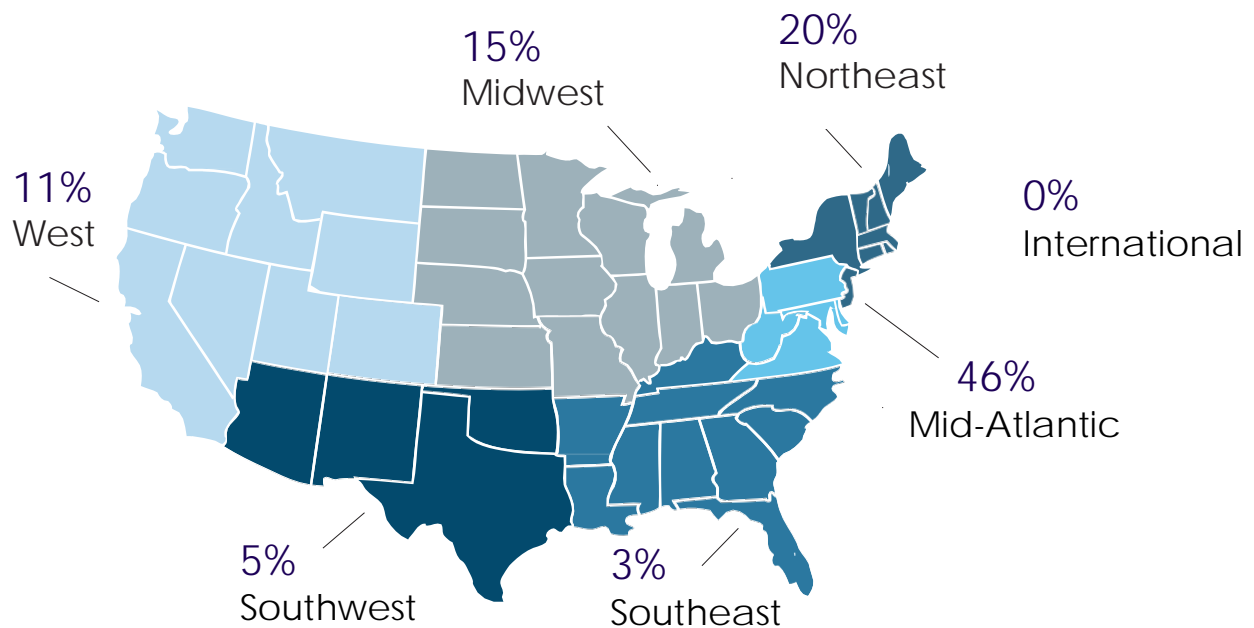 15%
Midwest
20%
Northeast
11%
West
0%
International
46%
Mid-Atlantic
5%
Southwest
3%
Southeast